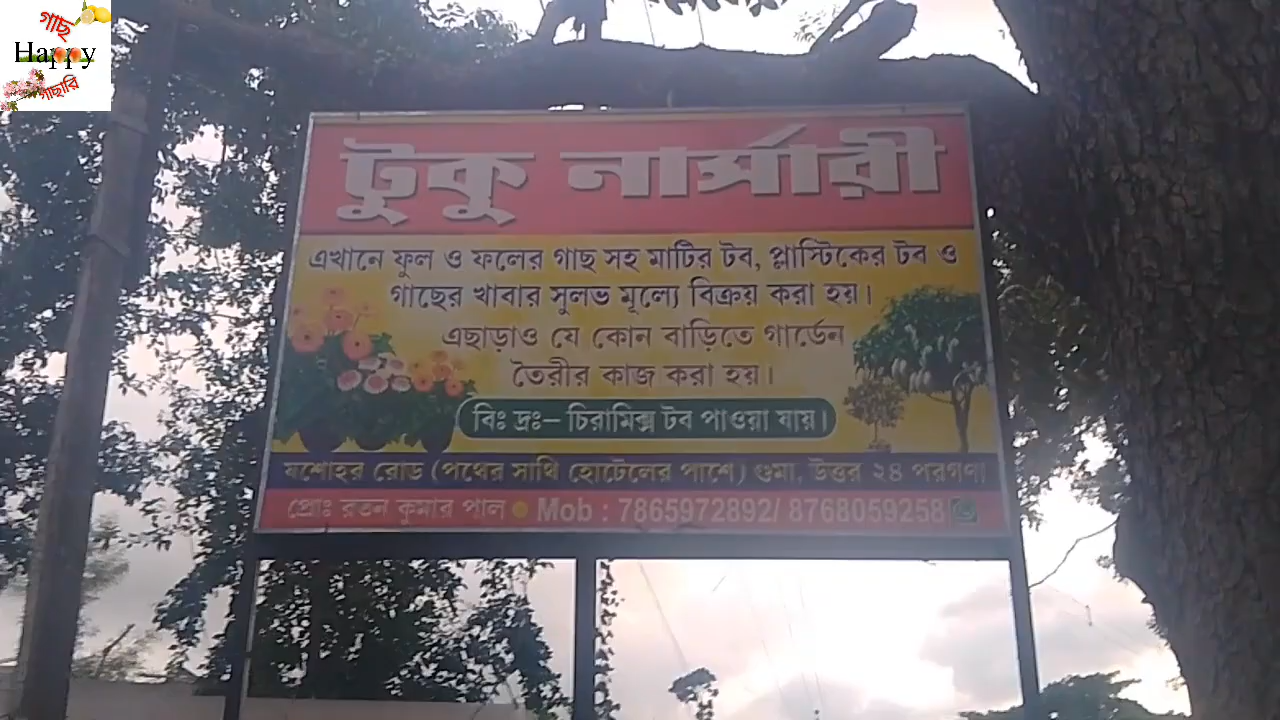 গাছ
Happy
গাছাবি
টুকু নার্সারী
এখানে ফুল ও ফলের গাছ সহ মাটির টব, প্লাস্টিকের টব ও
গাছের খাবার সুলভ মূল্যে বিক্রয় করা হয়।
এছাড়াও যে কোন বাড়িতে গার্ডেন
তৈরীর কাজ করা হয়।
বিঃ দ্রঃ– চিরামিক্স টব পাওয়া যায়।
যশোহর রোড (পথের সাথি হোটেলের পাশে) গুমা, উত্তর ২৪ পরগণা
প্রোঃ রতন কুমার পাল ● Mob : 7865972892/ 8768059258